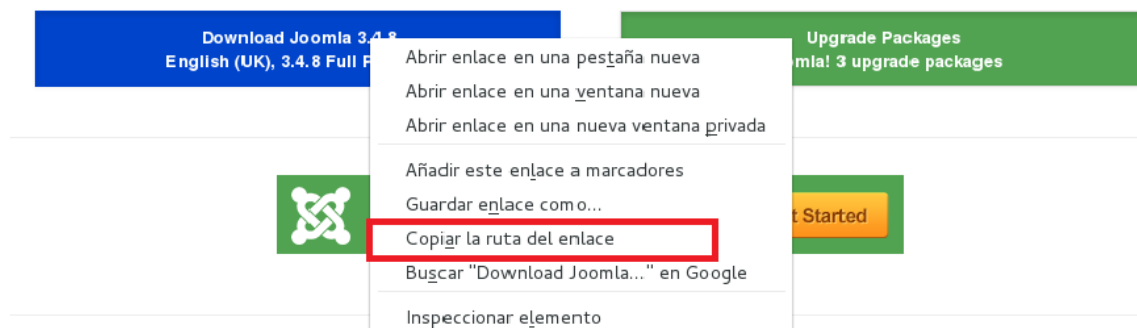 Download Joomla 3.4.8
English (UK), 3.4.8 Full P
Upgrade Packages
omla! 3 upgrade packages
Abrir enlace en una pestaña nueva
Abrir enlace en una ventana nueva
Abrir enlace en una nueva ventana privada
Añadir este enlace a marcadores
Guardar enlace como...
Copiar la ruta del enlace
Buscar "Download Joomla..." en Google
Inspeccionar elemento
t Started